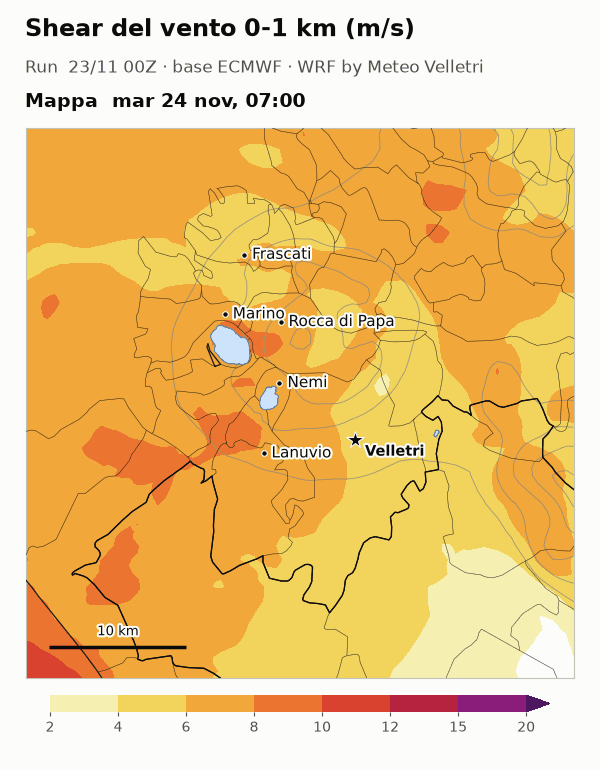 Shear del vento 0-1 km (m/s)
Run  23/11 00Z · base ECMWF · WRF by Meteo Velletri
Mappa  mar 24 nov, 07:00
Frascati
Marino
Rocca di Papa
Nemi
Velletri
Lanuvio
10 km
2 4 6 8 10 12 15 20